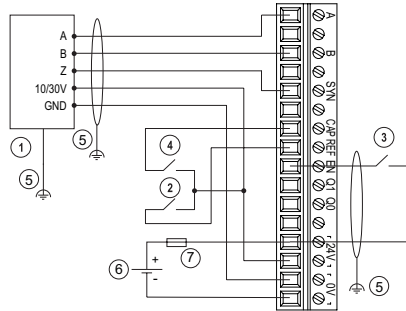 A
B
Z
10/30V
GND
1
5
5
4
2
6
+
-
7
3
5
A
B
SYN
CAP
REF
EN
Q1
Q0
24V
0V